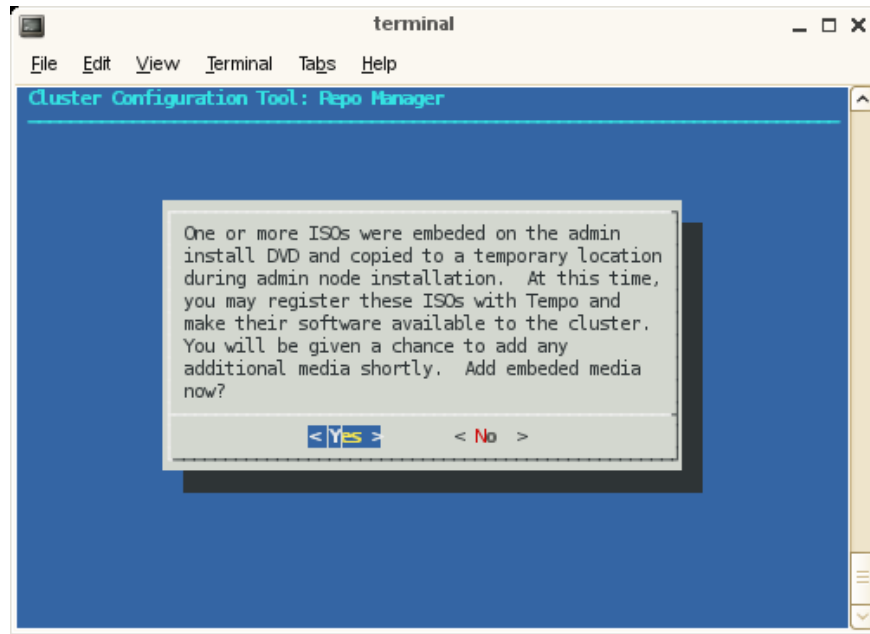 terminal
File Edit View Terminal Tabs Help
Cluster Configuration Tool: Repo Manager
One or more ISOs were embeded on the admin
install DVD and copied to a temporary location
during admin node installation. At this time,
you may register these ISOs with Tempo and
make their software available to the cluster.
You will be given a chance to add any
additional media shortly. Add embeded media
now?
< Yes > < No >